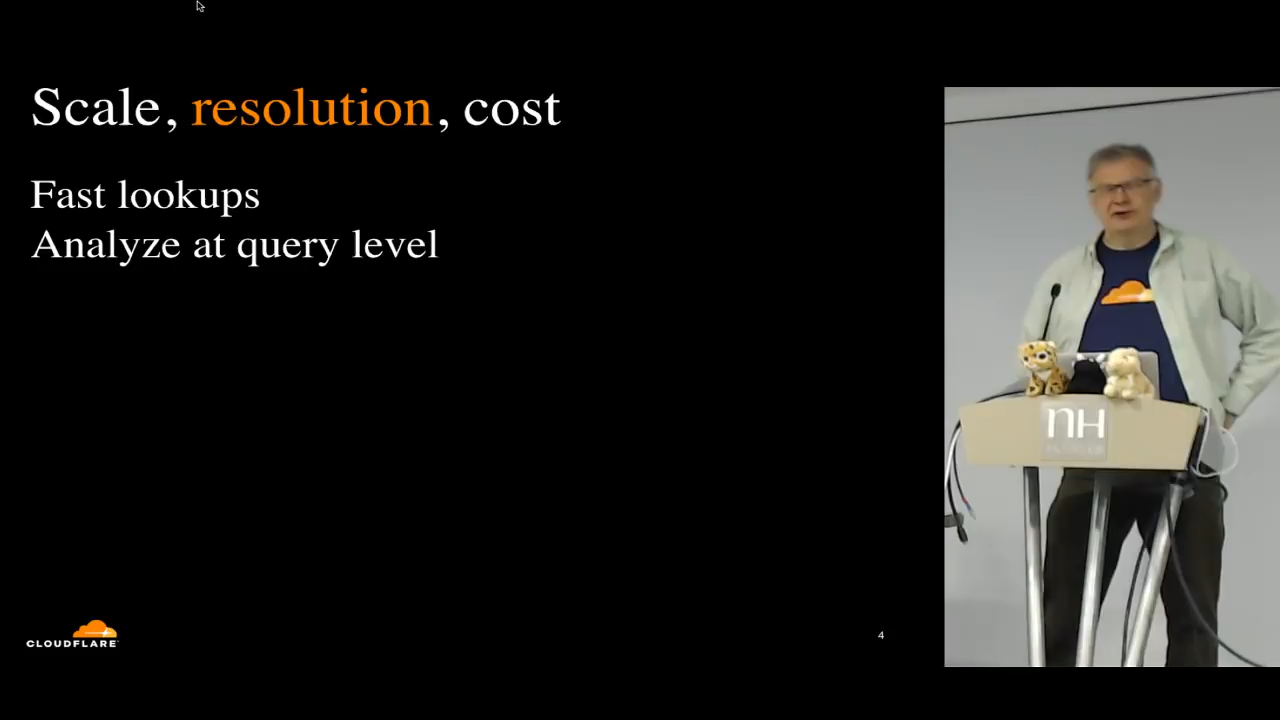 Scale, resolution, cost
Fast lookups
Analyze at query level
CLOUDFLARE
4
nH